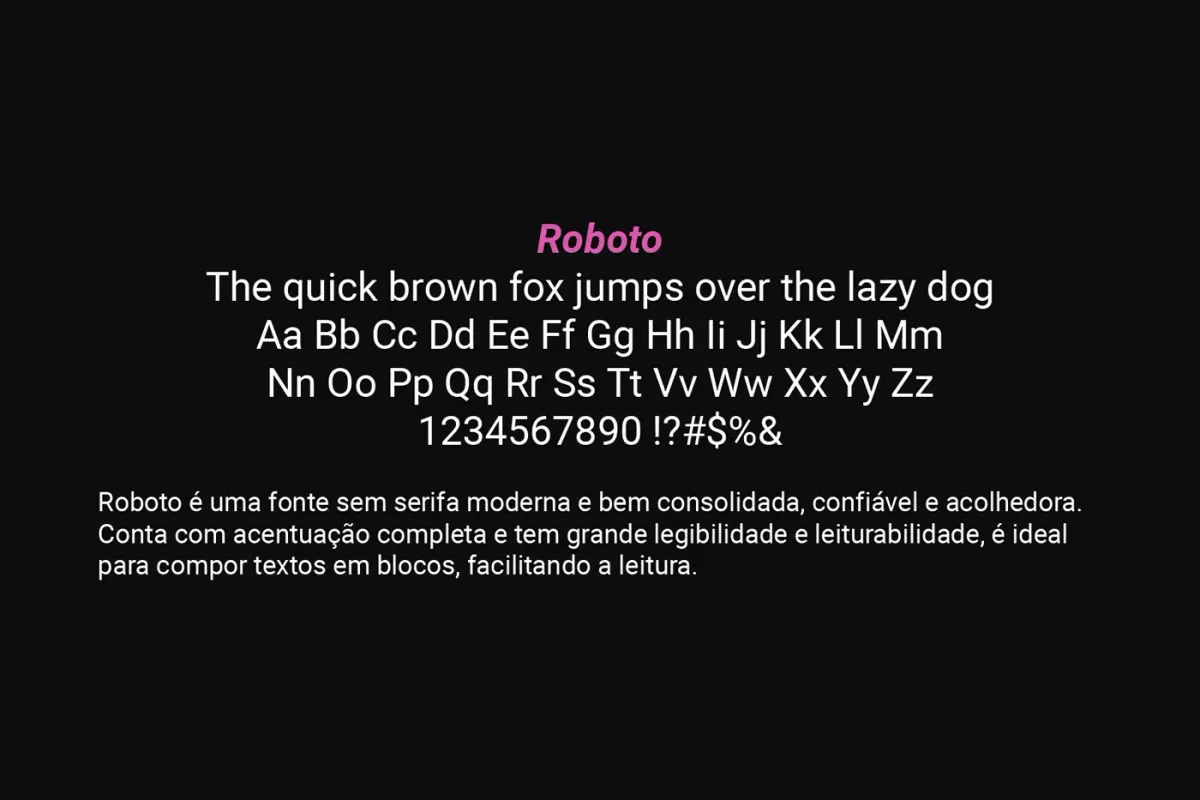 Roboto
The quick brown fox jumps over the lazy dog
Aa Bb Cc Dd Ee Ff Gg Hh Ii Jj Kk Ll Mm
Nn Oo Pp Qq Rr Ss Tt Vv Ww Xx Yy Zz
1234567890 !?#$%&
Roboto é uma fonte sem serifa moderna e bem consolidada, confiável e acolhedora.
Conta com acentuação completa e tem grande legibilidade e leiturabilidade, é ideal
para compor textos em blocos, facilitando a leitura.